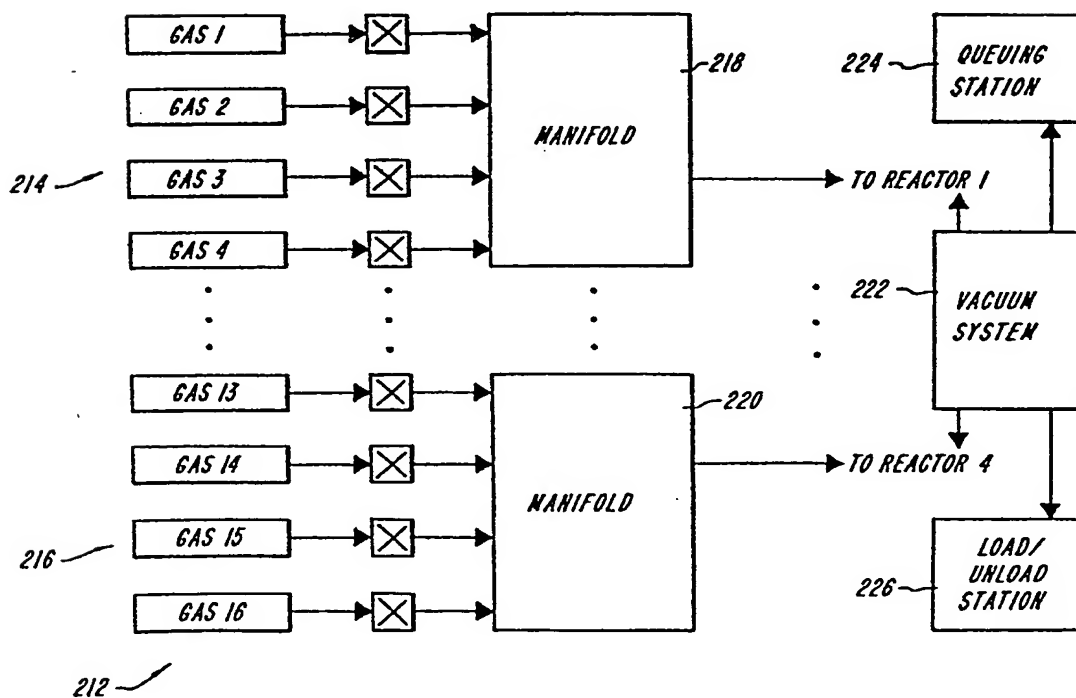 GAS 1
GAS 2
GAS 3
GAS 4
214
MANIFOLD
218
TO REACTOR 1
224
QUEUING
STATION
222
VACUUM
SYSTEM
GAS 13
GAS 14
GAS 15
GAS 16
216
212
MANIFOLD
220
TO REACTOR 4
226
LOAD/
UNLOAD
STATION